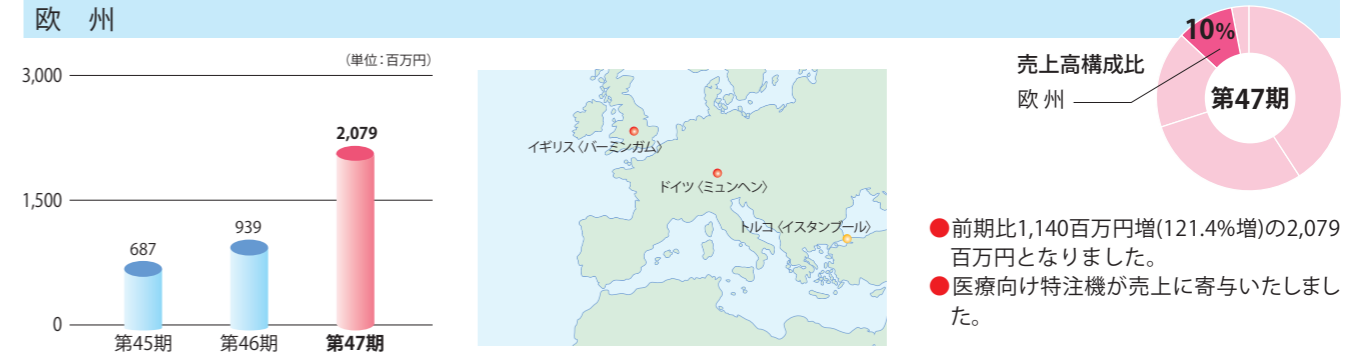 欧 州
（単位：百万円）
3,000
1,500
0
687
939
2,079
第45期
第46期
第47期
イギリス〈バーミンガム〉
ドイツ〈ミュンヘン〉
トルコ〈イスタンブール〉
10%
売上高構成比
欧 州
第47期
●前期比1,140百万円増(121.4%増)の2,079
百万円となりました。
●医療向け特注機が売上に寄与いたしまし
た。